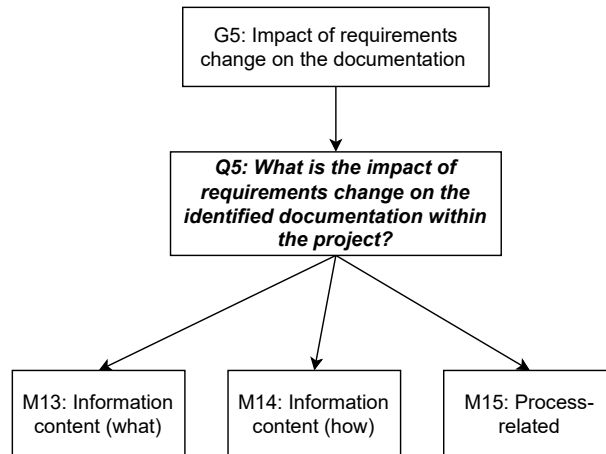 G5: Impact of requirements
change on the documentation
Q5: What is the impact of
requirements change on the
identified documentation within
the project?
M13: Information
content (what)
M14: Information
content (how)
M15: Process-
related